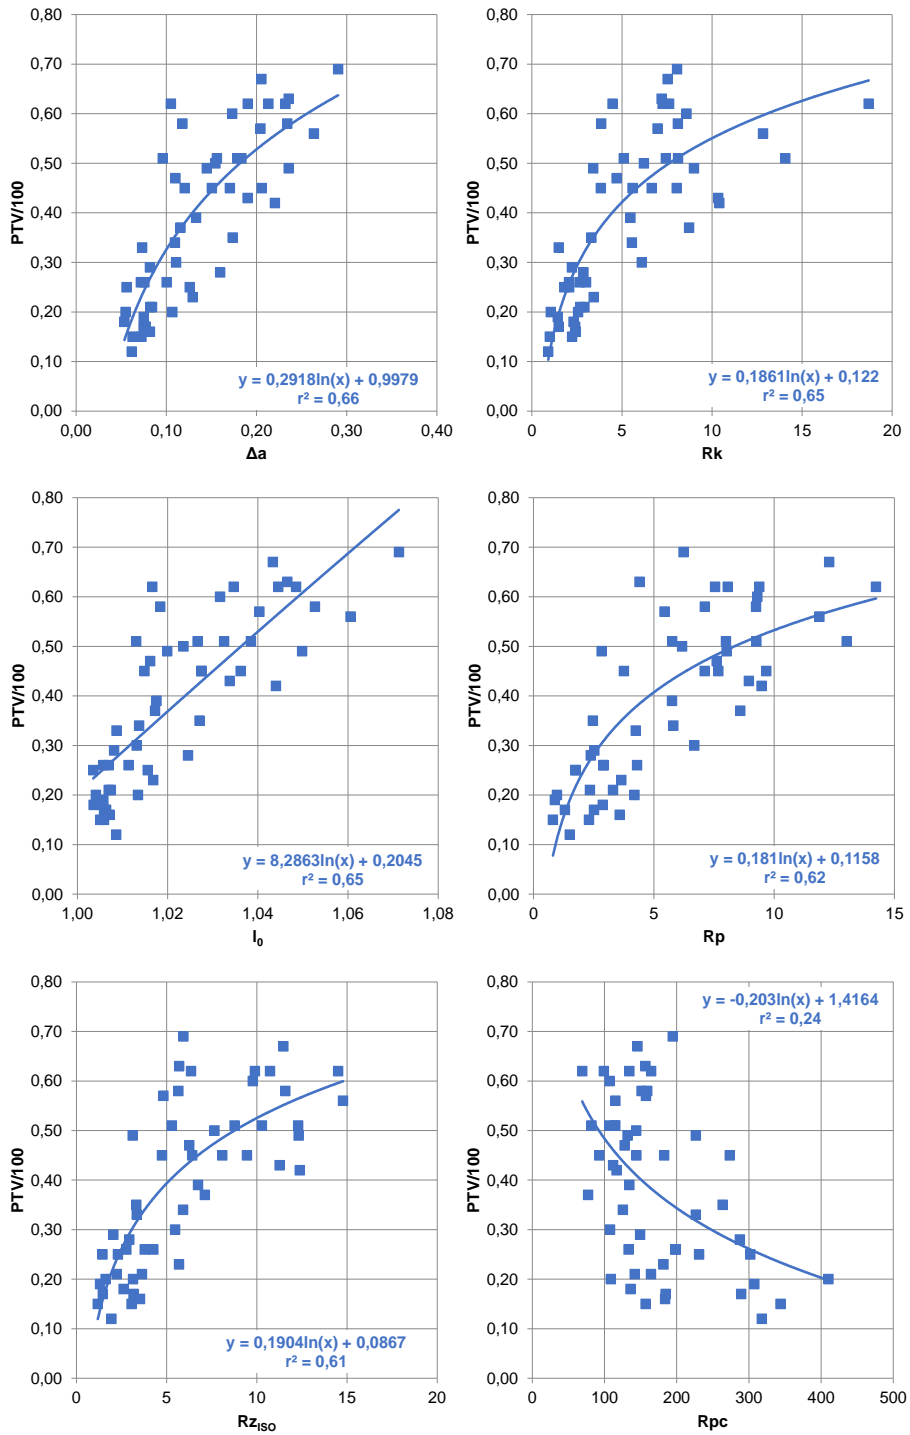 0,80
0,70
0,60
0,50
0,40
0,30
0,20
0,10
0,00
PTV/100
y = 0,2918ln(x) + 0,9979
r² = 0,66
0,00 0,10 0,20 0,30 0,40
Δa
0,80
0,70
0,60
0,50
0,40
0,30
0,20
0,10
0,00
PTV/100
y = 0,1861ln(x) + 0,122
r² = 0,65
0 5 10 15 20
Rk
0,80
0,70
0,60
0,50
0,40
0,30
0,20
0,10
0,00
PTV/100
y = 8,2863ln(x) + 0,2045
r² = 0,65
1,00 1,02 1,04 1,06 1,08
I₀
0,80
0,70
0,60
0,50
0,40
0,30
0,20
0,10
0,00
PTV/100
y = 0,181ln(x) + 0,1158
r² = 0,62
0 5 10 15
Rp
0,80
0,70
0,60
0,50
0,40
0,30
0,20
0,10
0,00
PTV/100
y = 0,1904ln(x) + 0,0867
r² = 0,61
0 5 10 15 20
Rz_ISO
0,80
0,70
0,60
0,50
0,40
0,30
0,20
0,10
0,00
PTV/100
y = -0,203ln(x) + 1,4164
r² = 0,24
0 100 200 300 400 500
Rpc